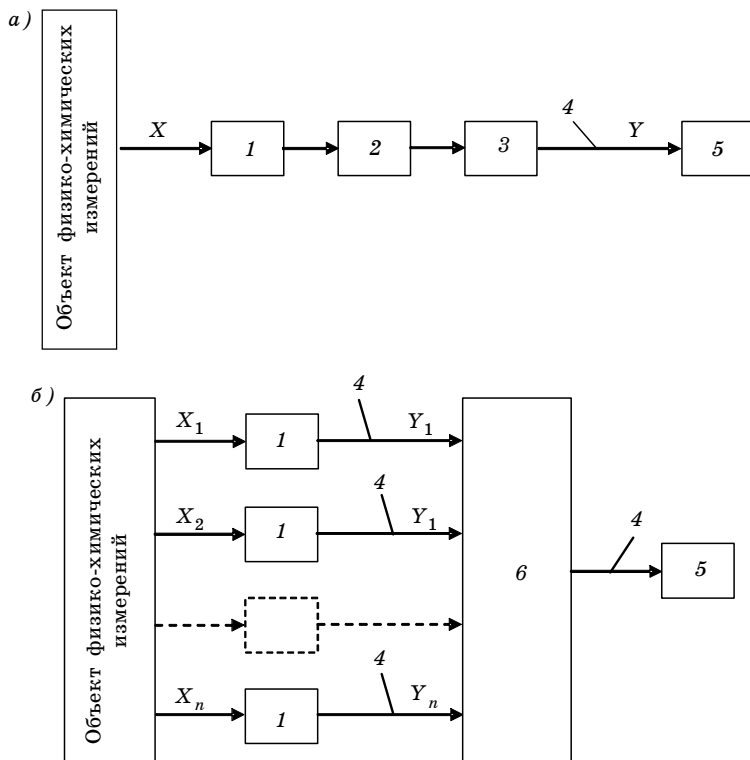 а)
Объект физико-химических
измерений
X
1
2
3
4
Y
5
б)
Объект физико-химических
измерений
X1
1
4
Y1
X2
1
4
Y1
6
4
5
Xn
1
4
Yn